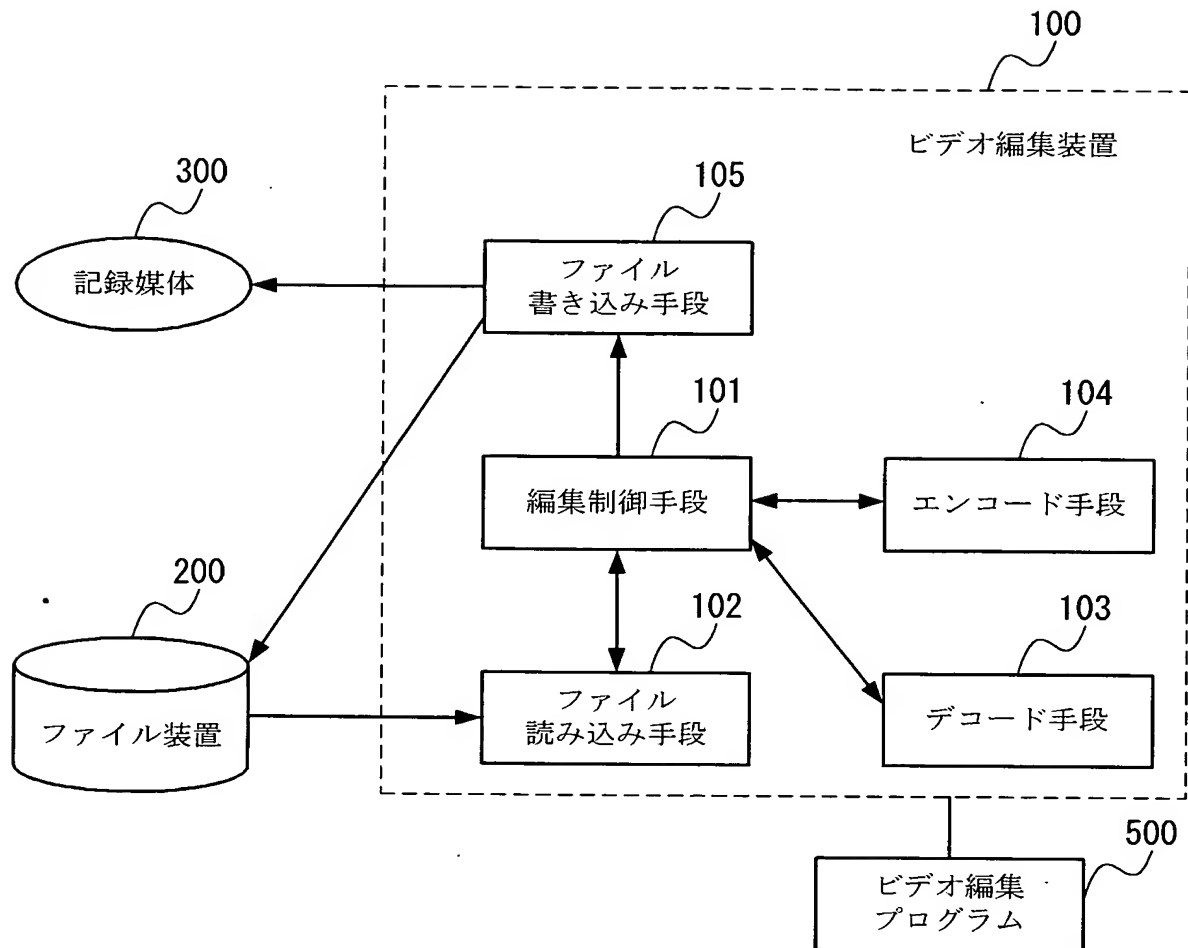 100
ビデオ編集装置
300
105
記録媒体
ファイル
書き込み手段
101
104
編集制御手段
エンコード手段
200
102
103
ファイル装置
ファイル
読み込み手段
デコード手段
500
ビデオ編集
プログラム